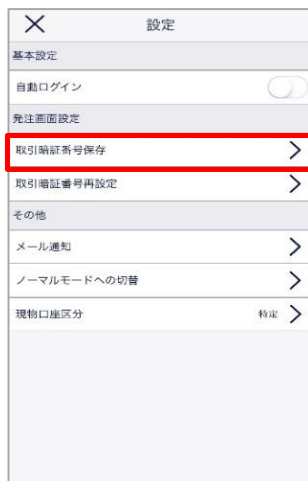 設定
基本設定
自動ログイン
発注画面設定
取引暗証番号保存
取引暗証番号再設定
その他
メール通知
ノーマルモードへの切替
現物口座区分 特定